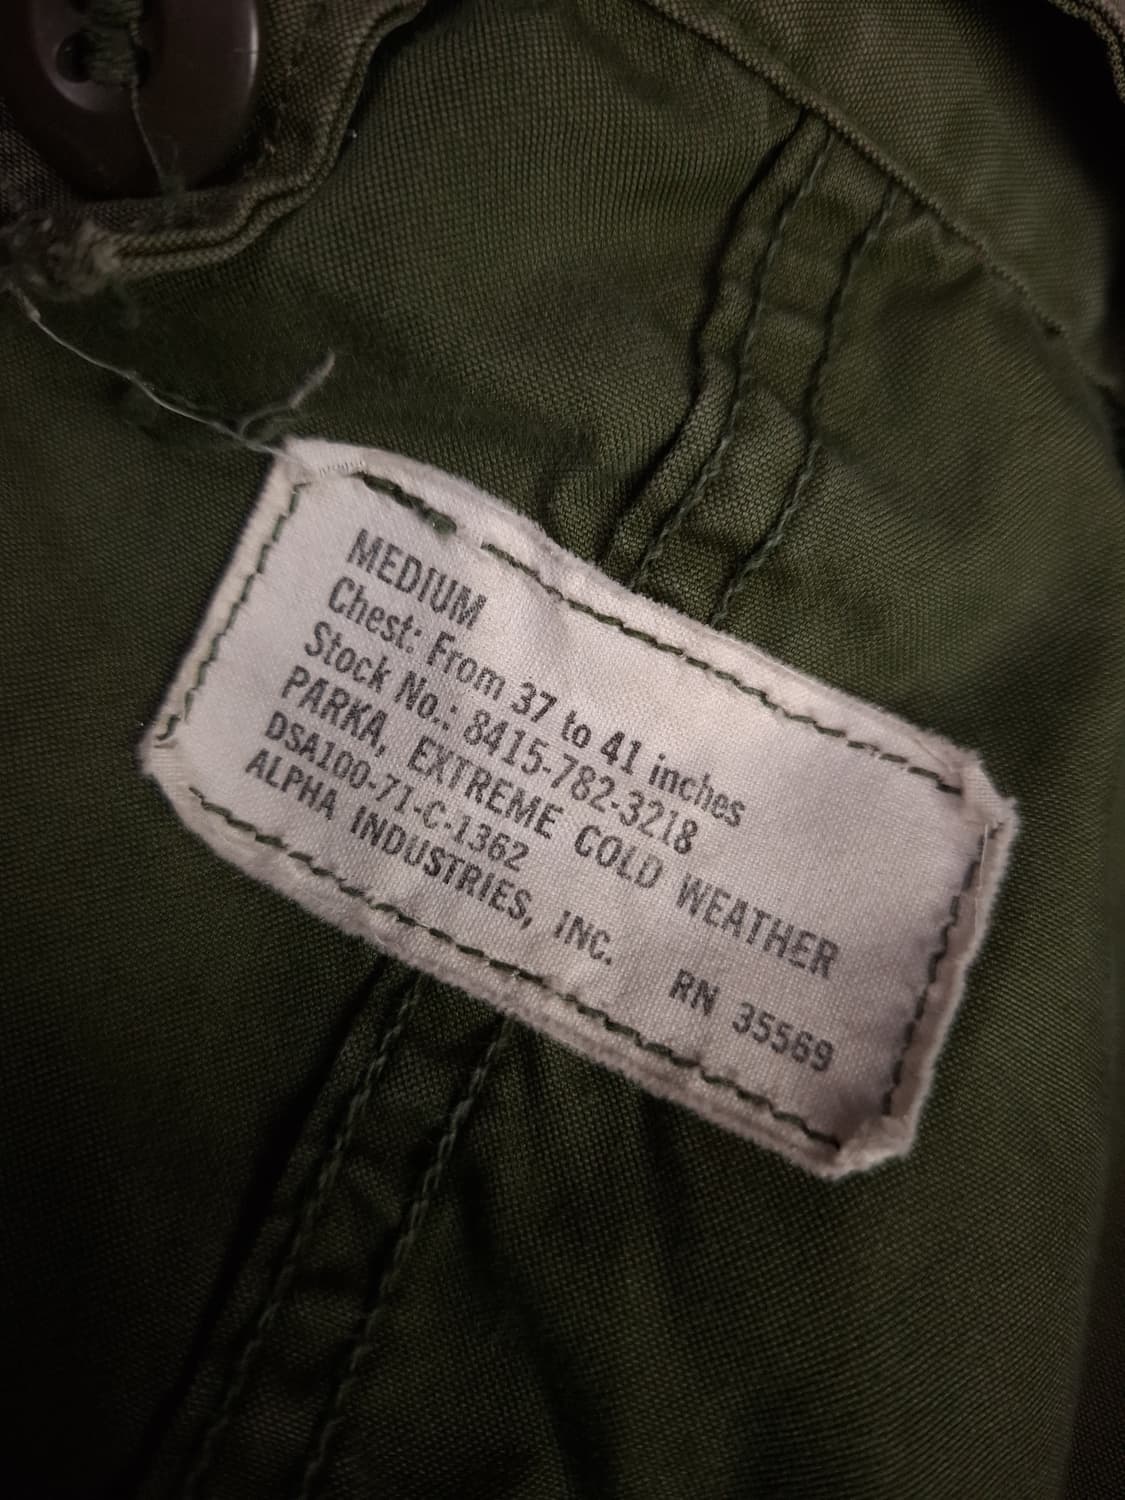 MEDIUM
Chest: From 37 to 41 inches
Stock No.: 8415-782-3218
PARKA, EXTREME COLD WEATHER
DSA100-71-C-1362
ALPHA INDUSTRIES, INC. RN 35569